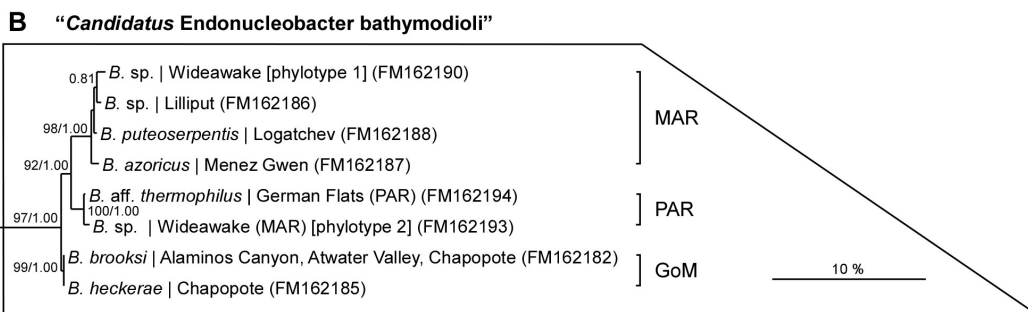 B "Candidatus Endonucleobacter bathymodioli"
0.81
B. sp. | Wideawake [phylotype 1] (FM162190)
B. sp. | Lilliput (FM162186)
MAR
98/1.00
B. puteoserpentis | Logatchev (FM162188)
92/1.00
B. azoricus | Menez Gwen (FM162187)
B. aff. thermophilus | German Flats (PAR) (FM162194)
100/1.00
PAR
97/1.00
B. sp. | Wideawake (MAR) [phylotype 2] (FM162193)
B. brooksi | Alaminos Canyon, Atwater Valley, Chapopote (FM162182)
99/1.00
GoM
10 %
B. heckerae | Chapopote (FM162185)